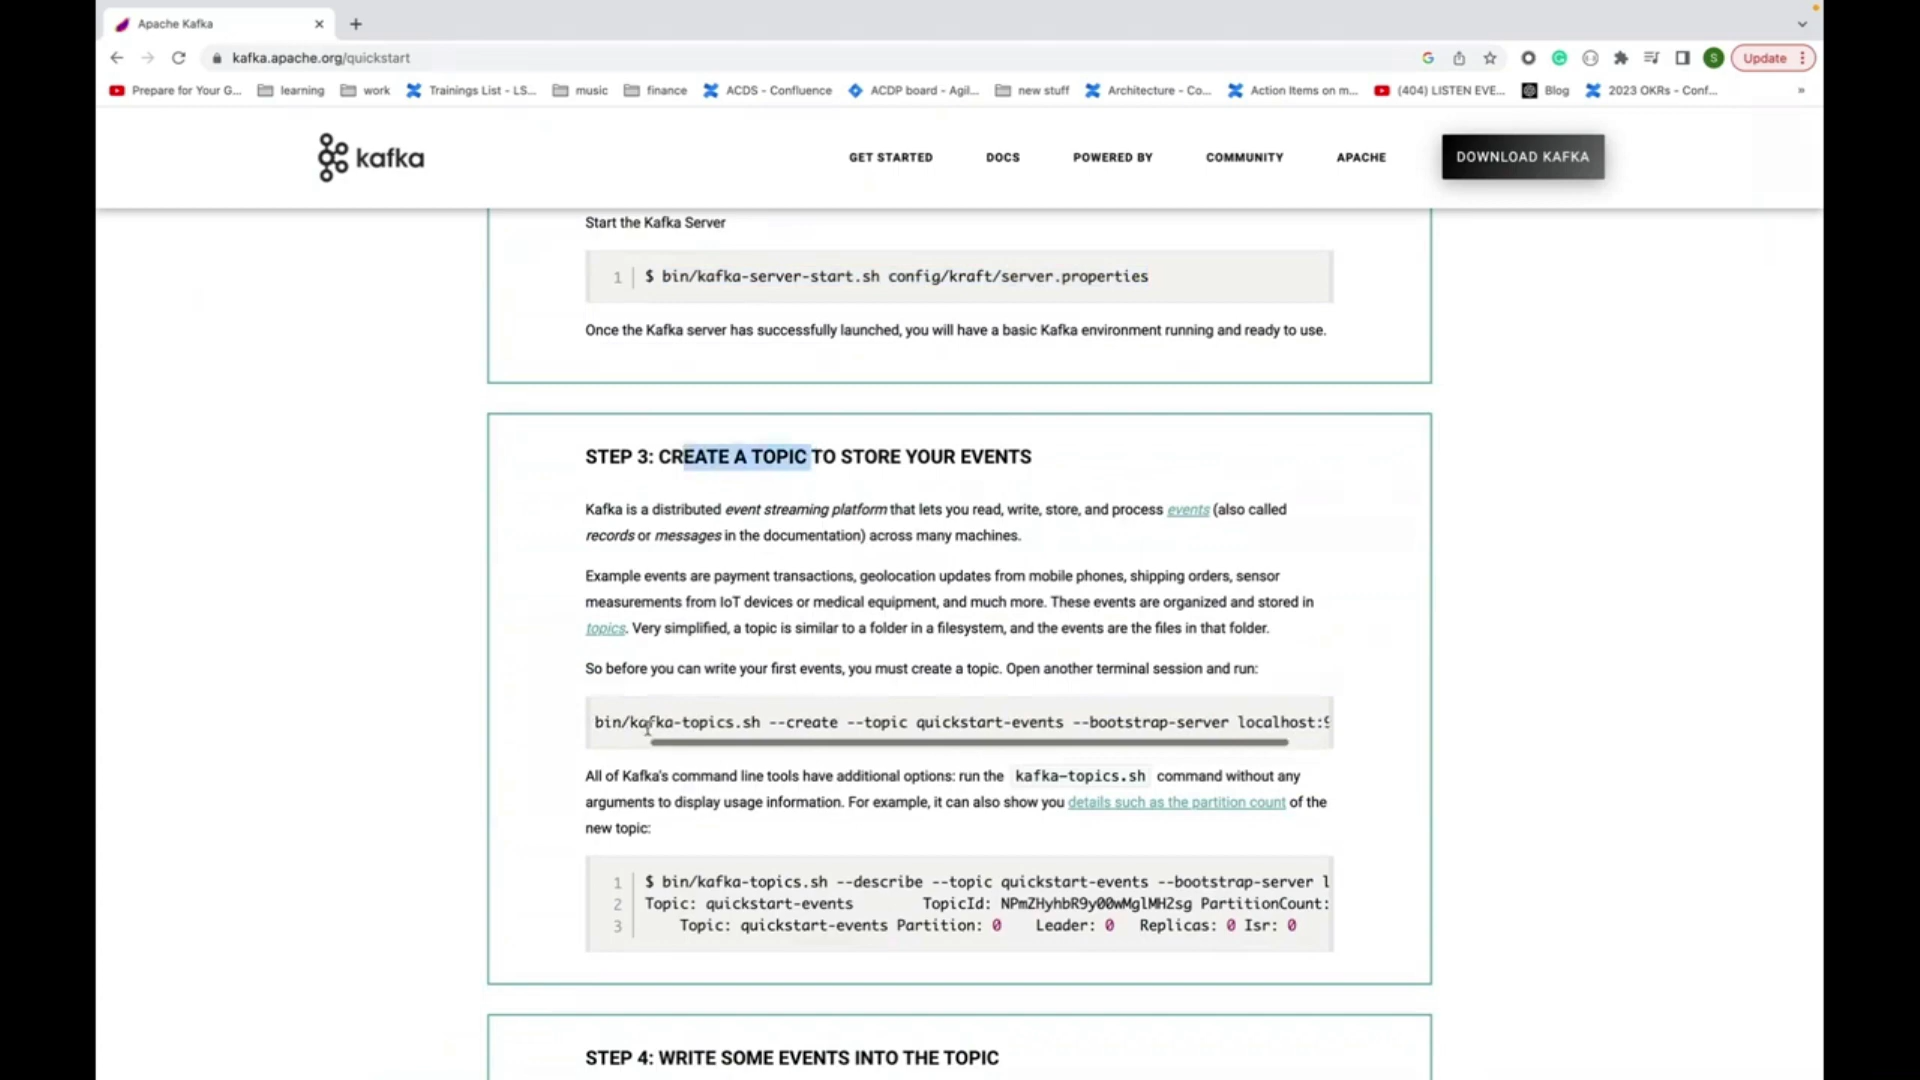 Apache Kafka
kafka.apache.org/quickstart
S
Update
Prepare for Your G...
learning
work
Trainings List - LS...
music
finance
ACDS - Confluence
ACDP board - Agil...
new stuff
Architecture - Co...
Action Items on m...
(404) LISTEN EVE...
Blog
2023 OKRs - Conf...
»
kafka
GET STARTED
DOCS
POWERED BY
COMMUNITY
APACHE
DOWNLOAD KAFKA
Start the Kafka Server
1 $ bin/kafka-server-start.sh config/kraft/server.properties
Once the Kafka server has successfully launched, you will have a basic Kafka environment running and ready to use.
STEP 3: CREATE A TOPIC TO STORE YOUR EVENTS
Kafka is a distributed event streaming platform that lets you read, write, store, and process events (also called
records or messages in the documentation) across many machines.
Example events are payment transactions, geolocation updates from mobile phones, shipping orders, sensor
measurements from IoT devices or medical equipment, and much more. These events are organized and stored in
topics. Very simplified, a topic is similar to a folder in a filesystem, and the events are the files in that folder.
So before you can write your first events, you must create a topic. Open another terminal session and run:
bin/kafka-topics.sh --create --topic quickstart-events --bootstrap-server localhost:9
All of Kafka's command line tools have additional options: run the kafka-topics.sh command without any
arguments to display usage information. For example, it can also show you details such as the partition count of the
new topic:
1 $ bin/kafka-topics.sh --describe --topic quickstart-events --bootstrap-server l
2 Topic: quickstart-events TopicId: NPmZHyhbR9y00wMglMH2sg PartitionCount:
3 Topic: quickstart-events Partition: 0 Leader: 0 Replicas: 0 Isr: 0
STEP 4: WRITE SOME EVENTS INTO THE TOPIC